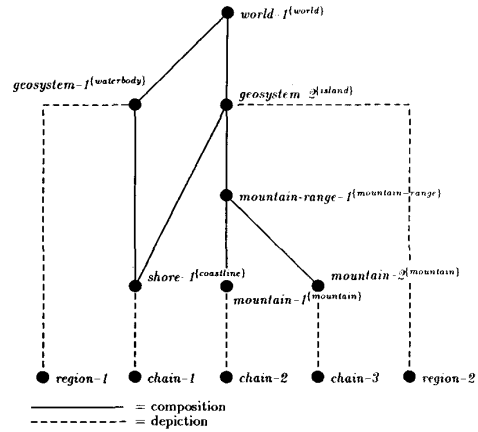 world-1{world}
geosystem-1{waterbody}
geosystem-2{island}
mountain-range-1{mountain-range}
shore-1{coastline}
mountain-2{mountain}
mountain-1{mountain}
region-1
chain-1
chain-2
chain-3
region-2
= composition
= depiction